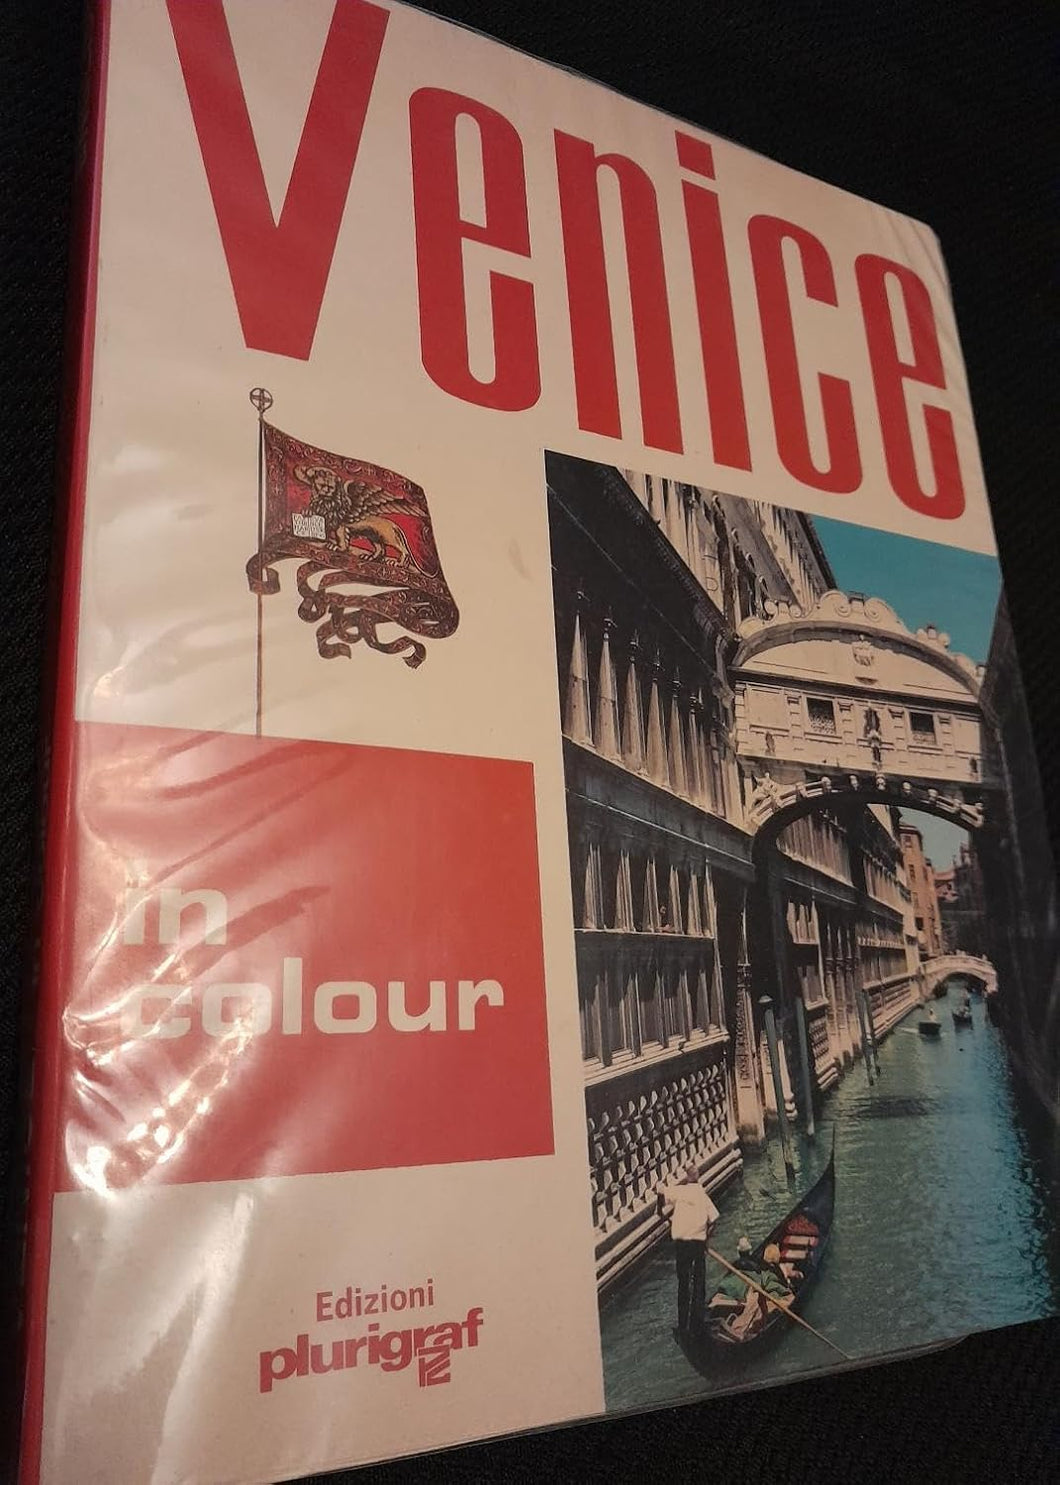 Venice
in
colour
Edizioni
plurigraf